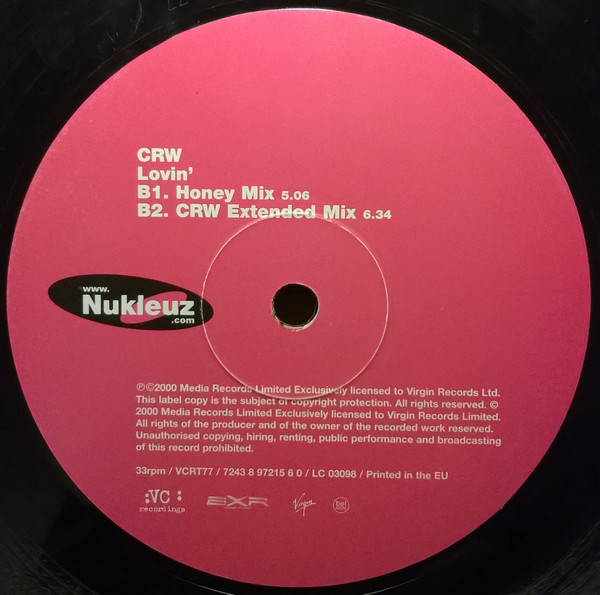 CRW
Lovin'
B1. Honey Mix 5.06
B2. CRW Extended Mix 6.34
www.
Nukleuz
.com
℗©2000 Media Records Limited Exclusively licensed to Virgin Records Ltd.
This label copy is the subject of copyright protection. All rights reserved. ©
2000 Media Records Limited Exclusively licensed to Virgin Records Limited.
All rights of the producer and of the owner of the recorded work reserved.
Unauthorised copying, hiring, renting, public performance and broadcasting
of this record prohibited.
33rpm / VCRT77 / 7243 8 97215 6 0 / LC 03098 / Printed in the EU
:VC :
recordings
BXR
Virgin